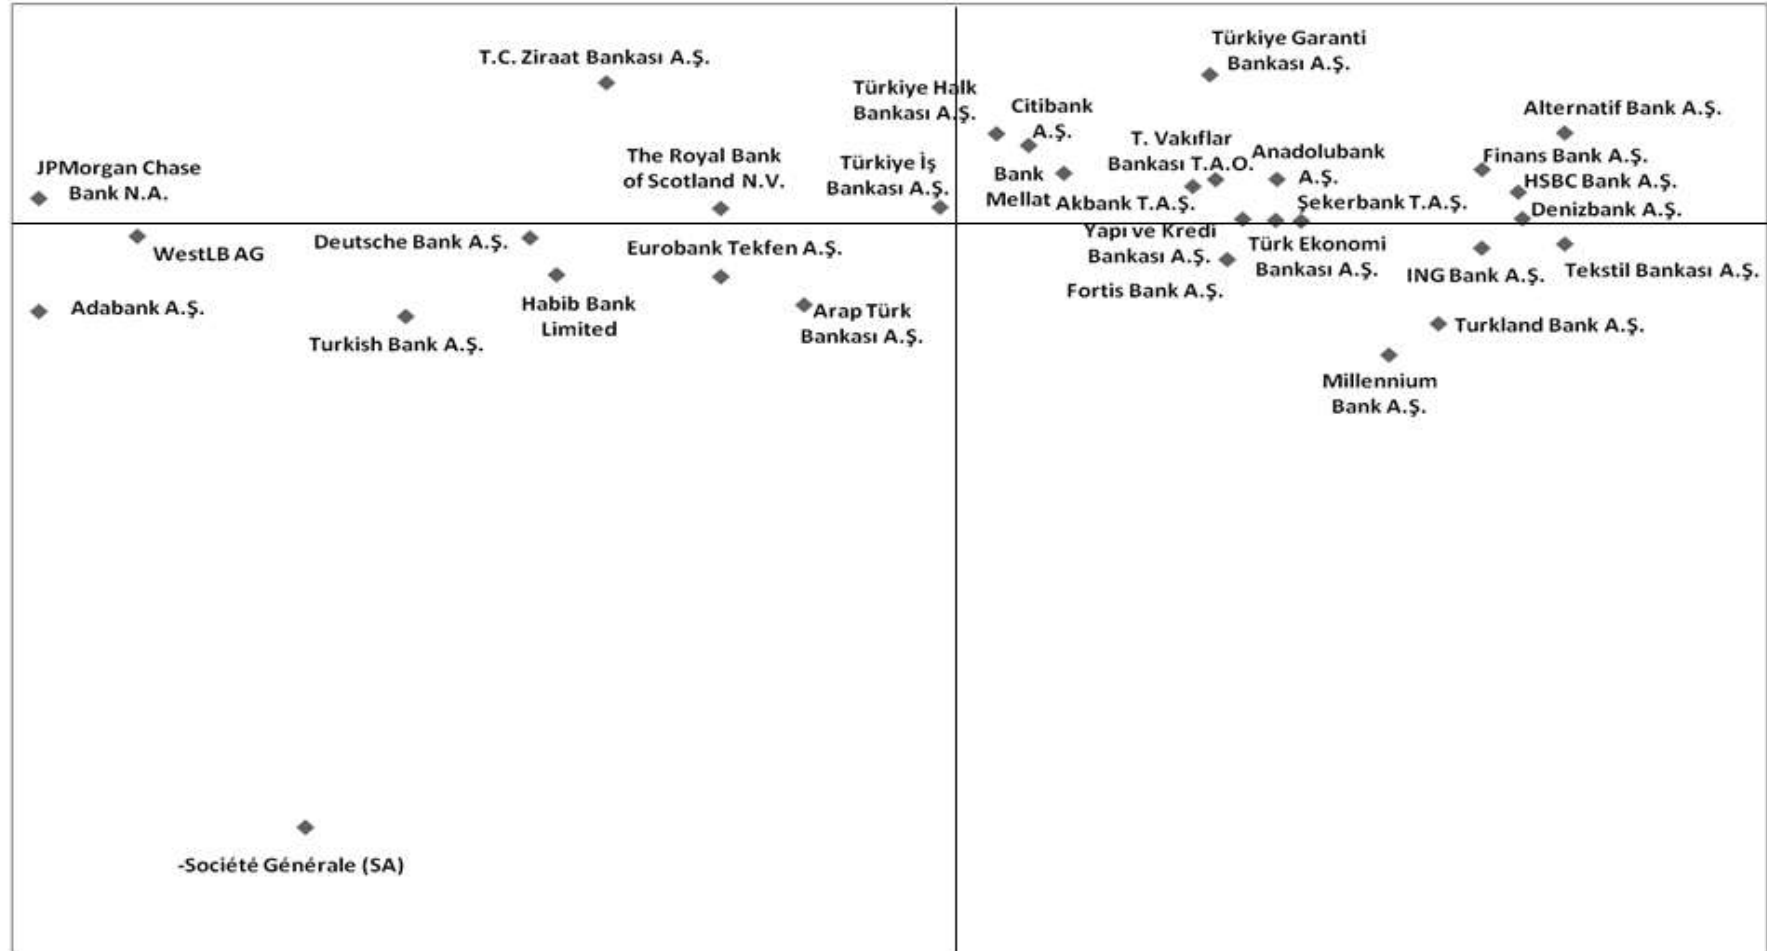 T.C. Ziraat Bankası A.Ş.
Türkiye Garanti
Bankası A.Ş.
Türkiye Halk
Bankası A.Ş.
Citibank
A.Ş.
Alternatif Bank A.Ş.
T. Vakıflar
Bankası T.A.O.
Anadolubank
A.Ş.
Finans Bank A.Ş.
JPMorgan Chase
Bank N.A.
The Royal Bank
of Scotland N.V.
Türkiye İş
Bankası A.Ş.
Bank
Mellat
Akbank T.A.Ş.
HSBC Bank A.Ş.
Şekerbank T.A.Ş.
Denizbank A.Ş.
WestLB AG
Deutsche Bank A.Ş.
Eurobank Tekfen A.Ş.
Yapı ve Kredi
Bankası A.Ş.
Türk Ekonomi
Bankası A.Ş.
ING Bank A.Ş.
Tekstil Bankası A.Ş.
Fortis Bank A.Ş.
Adabank A.Ş.
Habib Bank
Limited
Arap Türk
Bankası A.Ş.
Turkish Bank A.Ş.
Turkland Bank A.Ş.
Millennium
Bank A.Ş.
-Société Générale (SA)